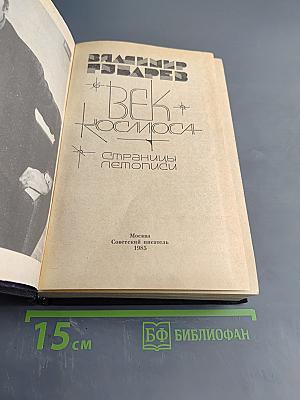 ВЛАДИМИР
ГУБАРЕВ
ВЕК
КОСМОСА
СТРАНИЦЫ
ЛЕТОПИСИ
Москва
Советский писатель
1985
15 см
БФ БИБЛИОФАН